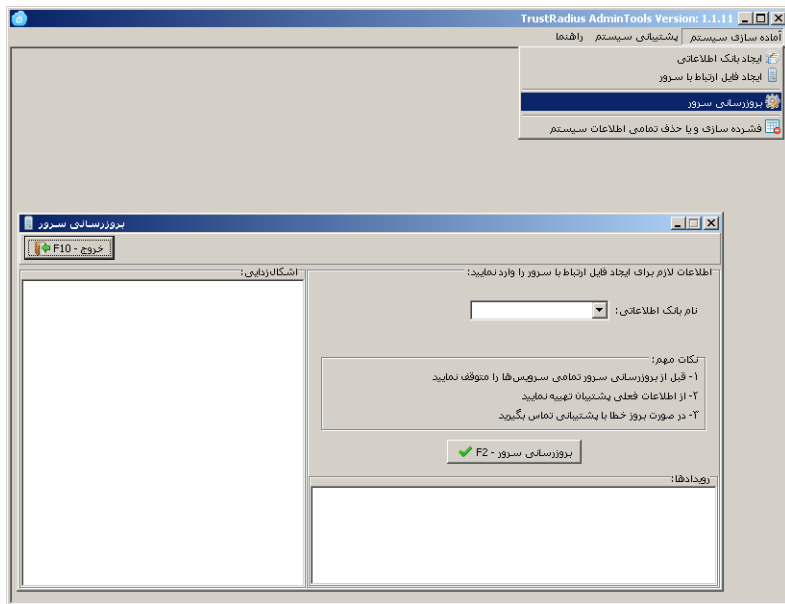 TrustRadius AdminTools Version: 1.1.11
آماده سازی سیستم پشتیبانی سیستم راهنما
ایجاد بانک اطلاعاتی
ایجاد فایل ارتباط با سرور
بروزرسانی سرور
فشرده سازی و یا حذف تمامی اطلاعات سیستم
بروزرسانی سرور
خروج - F10
اطلاعات لازم برای ایجاد فایل ارتباط با سرور را وارد نمایید:
نام بانک اطلاعاتی:
نکات مهم:
۱- قبل از بروزرسانی سرور تمامی سرویس‌ها را متوقف نمایید
۲- از اطلاعات فعلی پشتیبان تهییه نمایید
۳- در صورت بروز خطا با پشتیبانی تماس بگیرید
بروزرسانی سرور - F2
رویدادها:
اشکال‌زدایی: